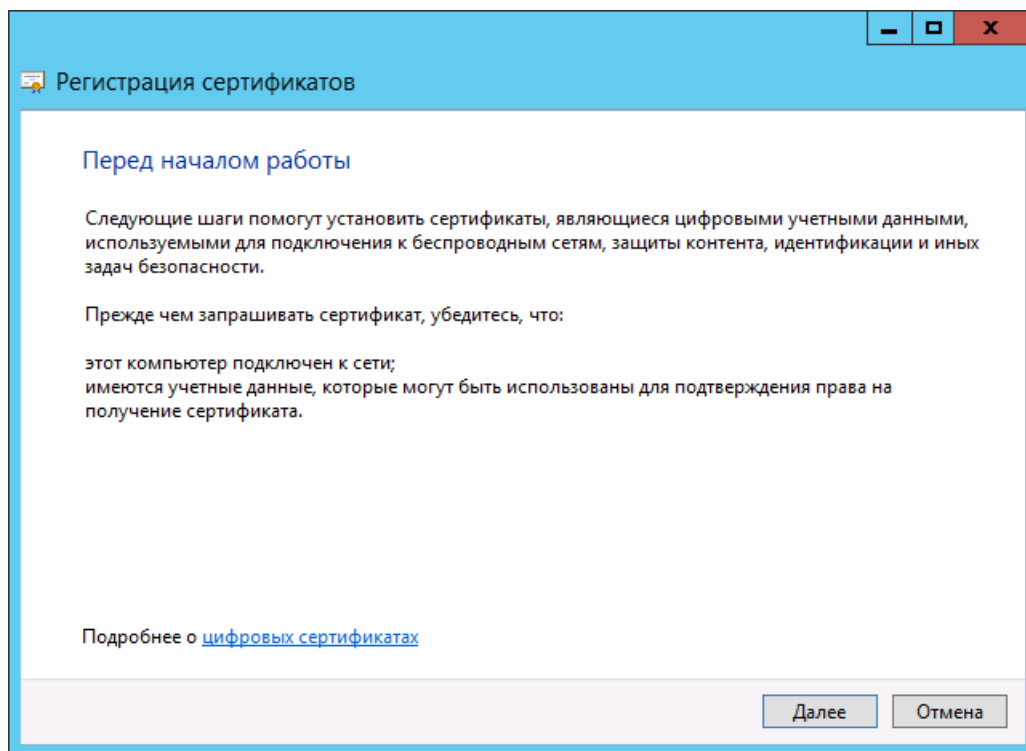 Регистрация сертификатов
Перед началом работы
Следующие шаги помогут установить сертификаты, являющиеся цифровыми учетными данными,
используемыми для подключения к беспроводным сетям, защиты контента, идентификации и иных
задач безопасности.
Прежде чем запрашивать сертификат, убедитесь, что:
этот компьютер подключен к сети;
имеются учетные данные, которые могут быть использованы для подтверждения права на
получение сертификата.
Подробнее о цифровых сертификатах
Далее
Отмена